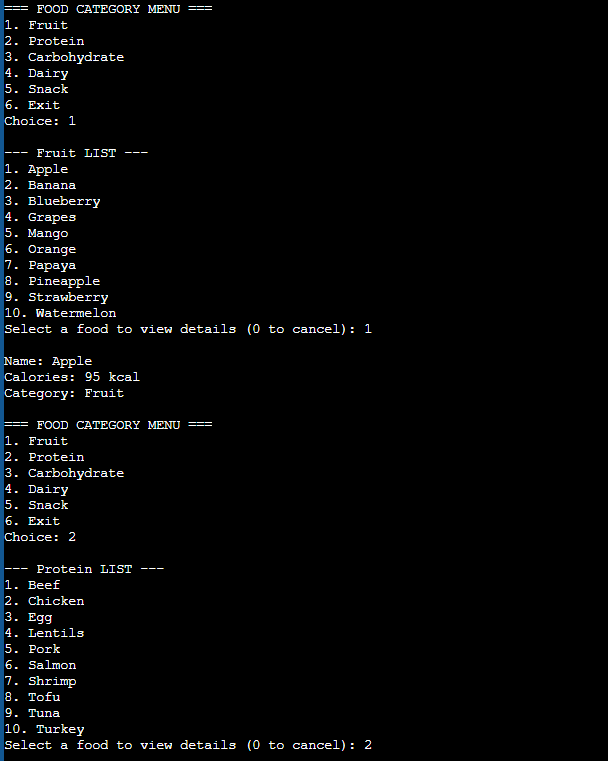 === FOOD CATEGORY MENU ===
1. Fruit
2. Protein
3. Carbohydrate
4. Dairy
5. Snack
6. Exit
Choice: 1
--- Fruit LIST ---
1. Apple
2. Banana
3. Blueberry
4. Grapes
5. Mango
6. Orange
7. Papaya
8. Pineapple
9. Strawberry
10. Watermelon
Select a food to view details (0 to cancel): 1
Name: Apple
Calories: 95 kcal
Category: Fruit
=== FOOD CATEGORY MENU ===
1. Fruit
2. Protein
3. Carbohydrate
4. Dairy
5. Snack
6. Exit
Choice: 2
--- Protein LIST ---
1. Beef
2. Chicken
3. Egg
4. Lentils
5. Pork
6. Salmon
7. Shrimp
8. Tofu
9. Tuna
10. Turkey
Select a food to view details (0 to cancel): 2